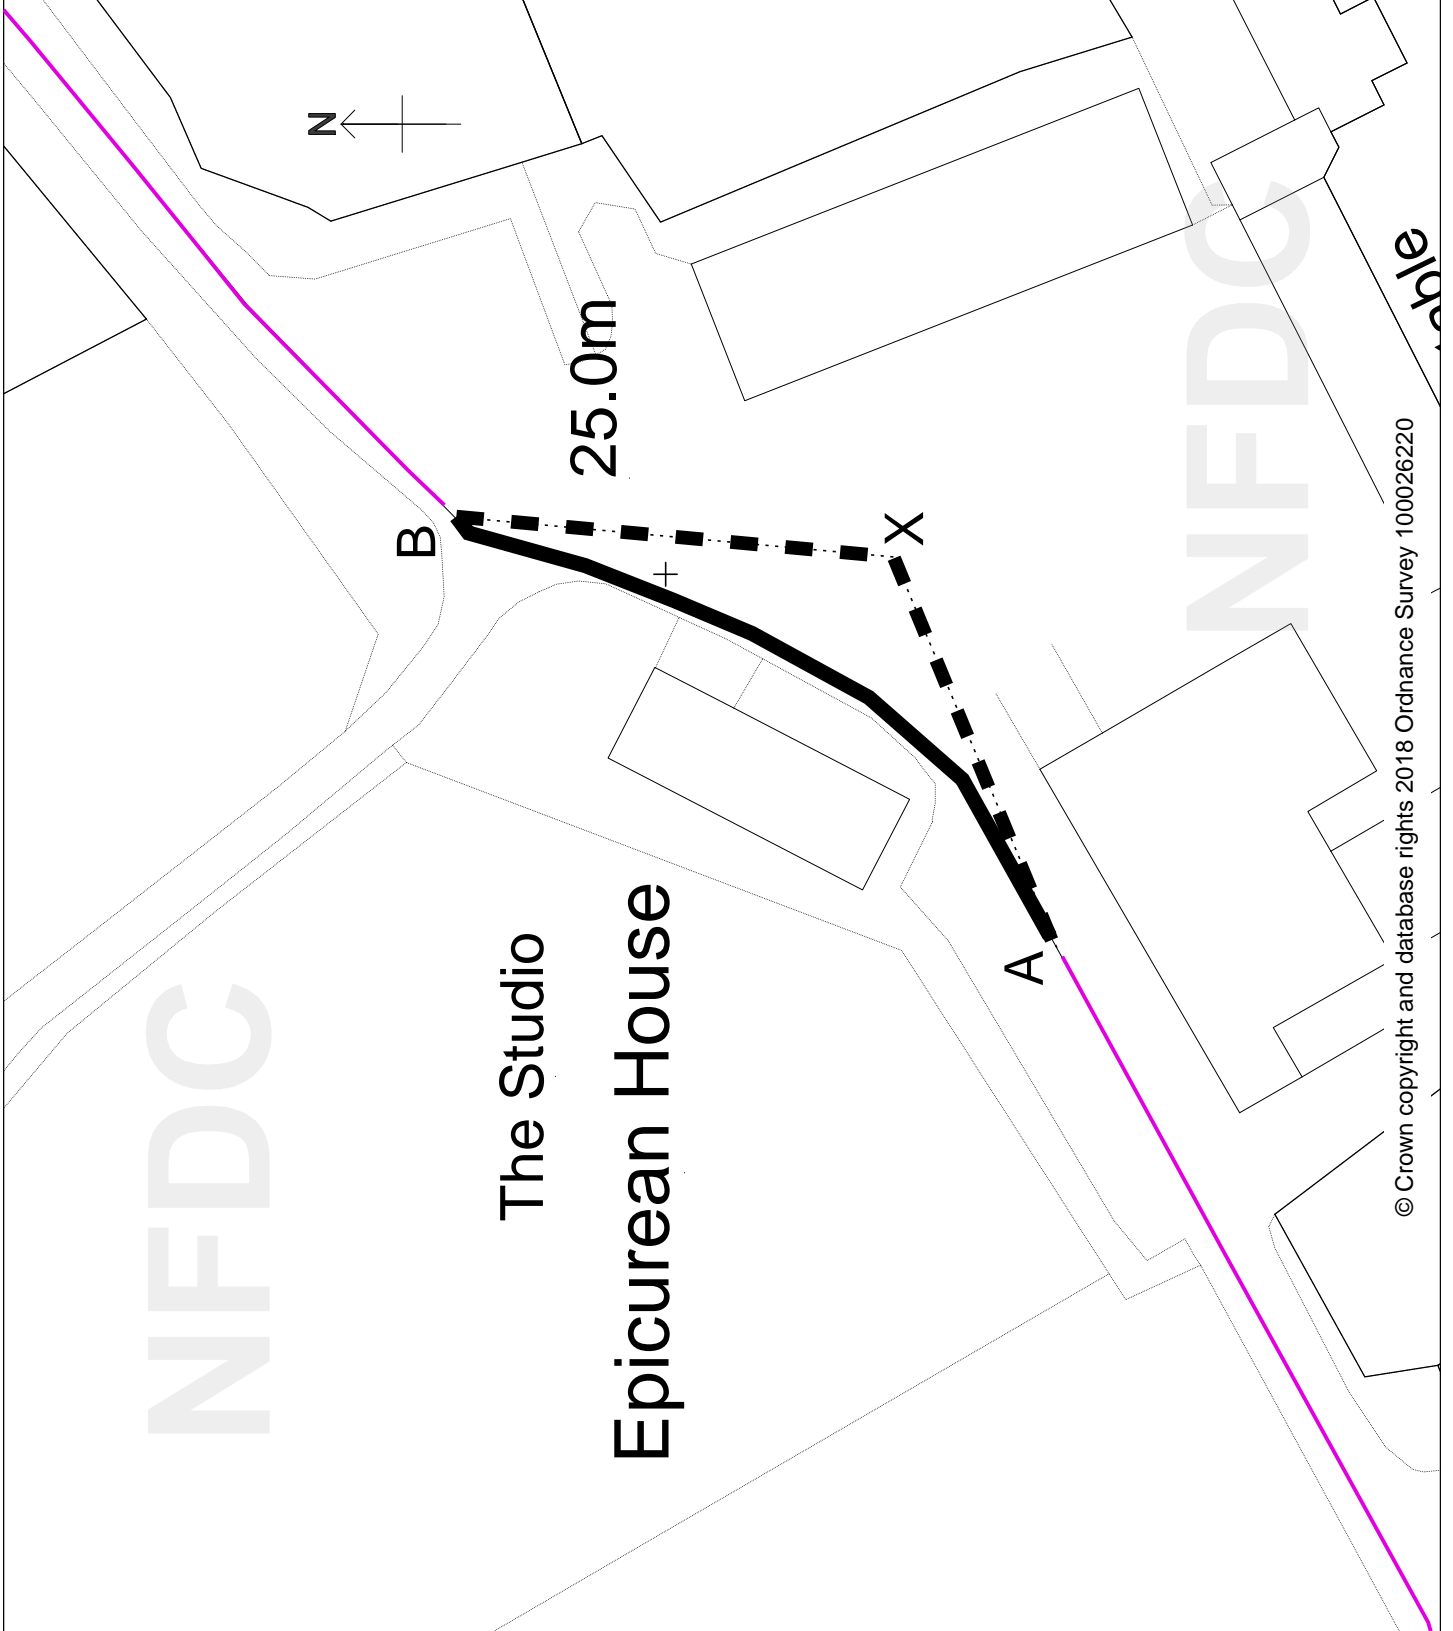 NFDC
N
B
The Studio
25.0m
Epicurean House
X
A
NFDC
© Crown copyright and database rights 2018 Ordnance Survey 100026220